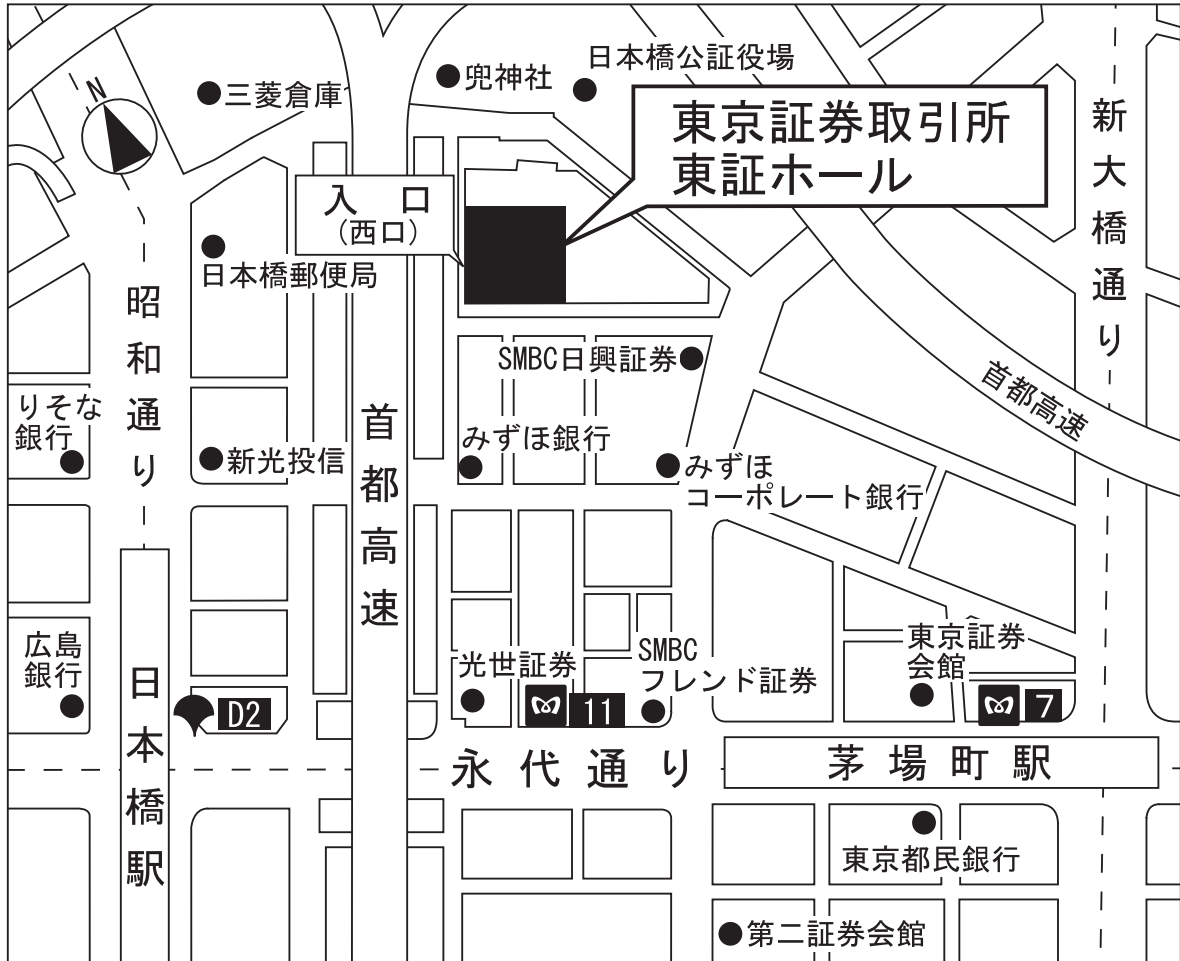 N
三菱倉庫
兜神社
日本橋公証役場
東京証券取引所
東証ホール
新大橋通り
入口
(西口)
日本橋郵便局
昭和通り
SMBC日興証券
首都高速
りそな
銀行
新光投信
首都高速
みずほ銀行
みずほ
コーポレート銀行
広島
銀行
光世証券
SMBC
フレンド証券
東京証券
会館
D2
11
7
日本橋駅
永代通り
茅場町駅
東京都民銀行
第二証券会館